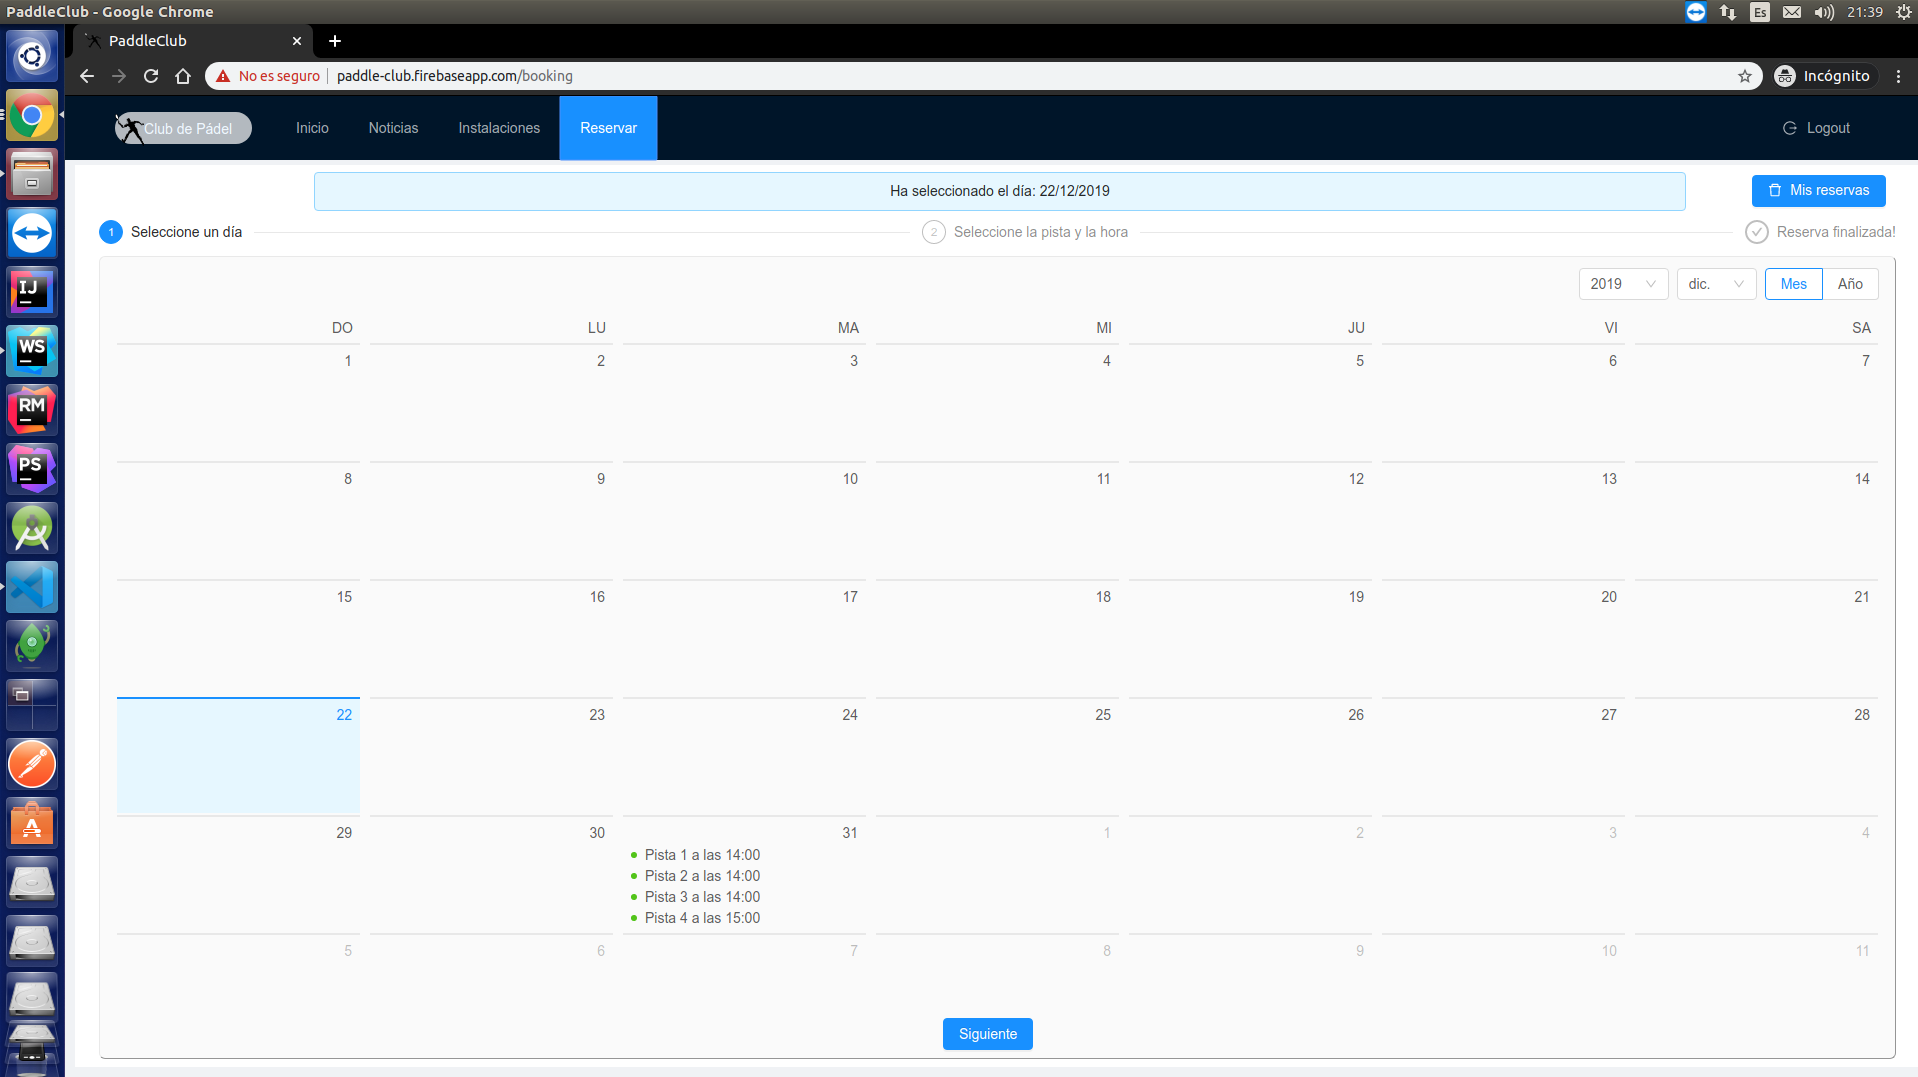 PaddleClub - Google Chrome
Es
21:39
PaddleClub
No es seguro
paddle-club.firebaseapp.com/booking
Incógnito
Club de Pádel
Inicio
Noticias
Instalaciones
Reservar
Logout
Ha seleccionado el día: 22/12/2019
Mis reservas
1 Seleccione un día
2 Seleccione la pista y la hora
Reserva finalizada!
2019
dic.
Mes
Año
DO LU MA MI JU VI SA
1 2 3 4 5 6 7
8 9 10 11 12 13 14
15 16 17 18 19 20 21
22 23 24 25 26 27 28
29 30 31 1 2 3 4
Pista 1 a las 14:00
Pista 2 a las 14:00
Pista 3 a las 14:00
Pista 4 a las 15:00
5 6 7 8 9 10 11
Siguiente
IJ
WS
RM
PS